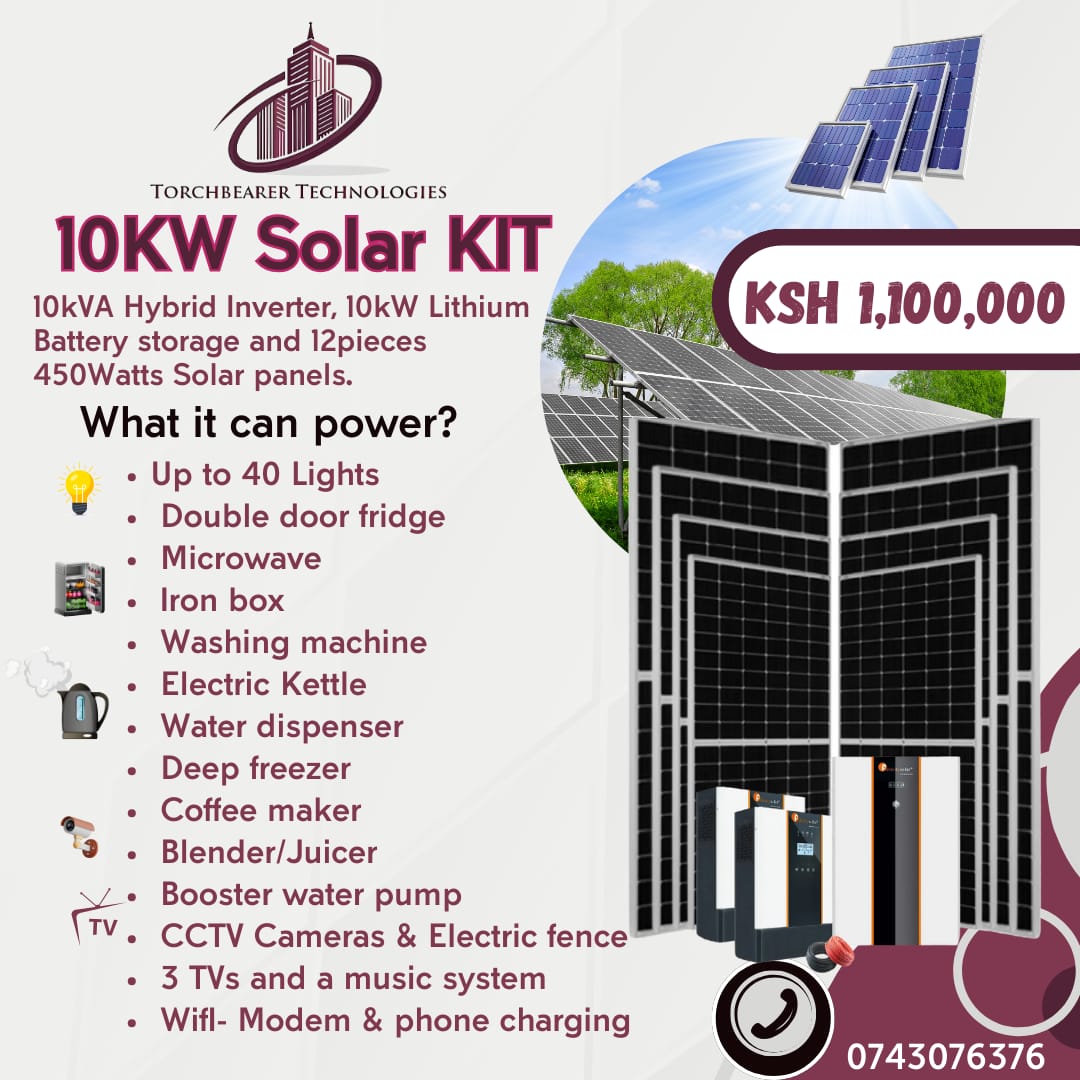 TORCHBEARER TECHNOLOGIES
10KW Solar KIT
10kVA Hybrid Inverter, 10kW Lithium
Battery storage and 12pieces
450Watts Solar panels.
KSH 1,100,000
What it can power?
• Up to 40 Lights
• Double door fridge
• Microwave
• Iron box
• Washing machine
• Electric Kettle
• Water dispenser
• Deep freezer
• Coffee maker
• Blender/Juicer
• Booster water pump
• CCTV Cameras & Electric fence
• 3 TVs and a music system
• Wifl- Modem & phone charging
TV
0743076376